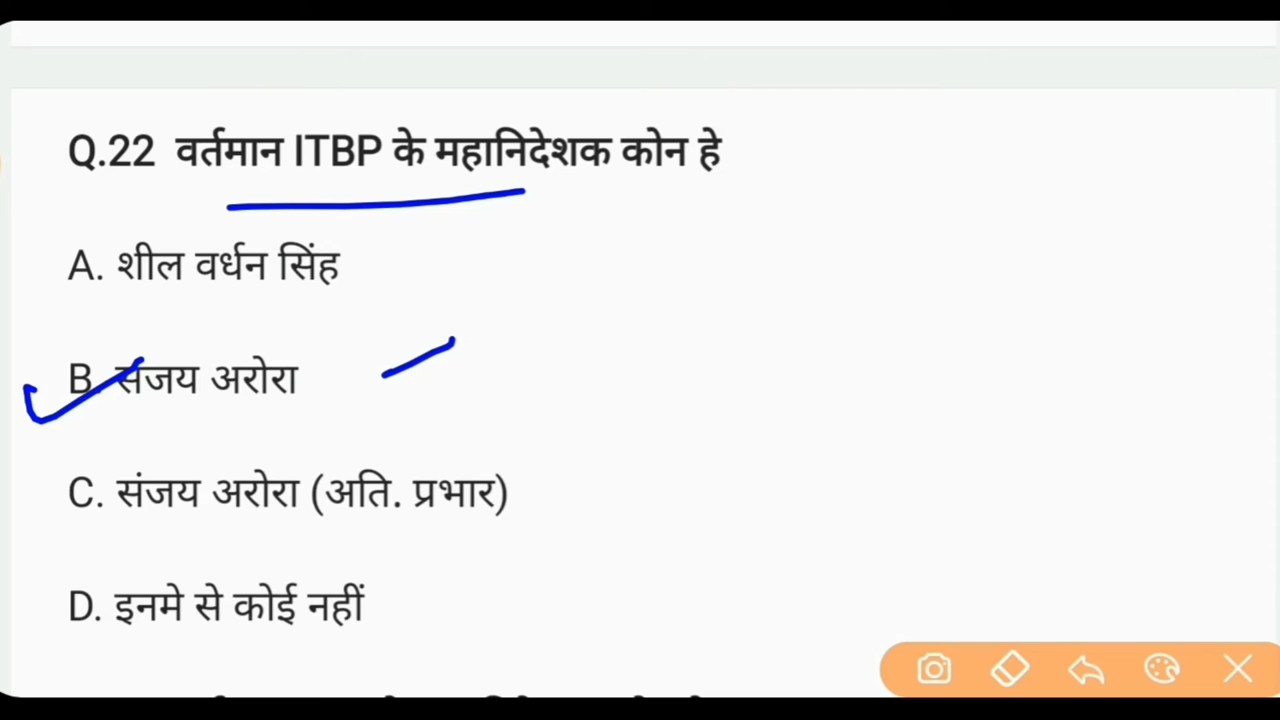 Q.22 वर्तमान ITBP के महानिदेशक कोन हे
A. शील वर्धन सिंह
B. संजय अरोरा
C. संजय अरोरा (अति. प्रभार)
D. इनमे से कोई नहीं